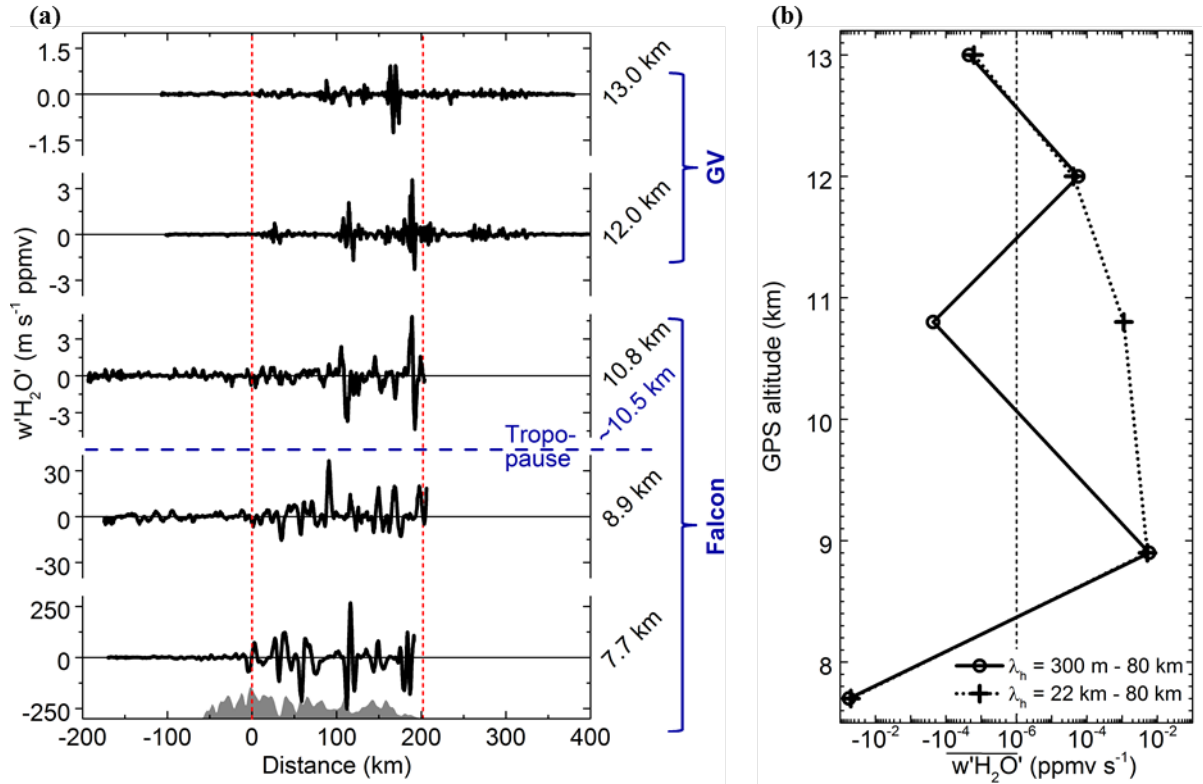 (a)
w'H₂O' (m s⁻¹ ppmv)
1.5
0.0
-1.5
13.0 km
3
0
-3
12.0 km
GV
3
0
-3
10.8 km
~10.5 km
Tropo-
pause
30
0
-30
8.9 km
Falcon
250
0
-250
7.7 km
-200 -100 0 100 200 300 400
Distance (km)
(b)
GPS altitude (km)
13
12
11
10
9
8
λₕ = 300 m - 80 km
λₕ = 22 km - 80 km
-10⁻² -10⁻⁴ 10⁻⁶ 10⁻⁴ 10⁻²
w'H₂O' (ppmv s⁻¹)